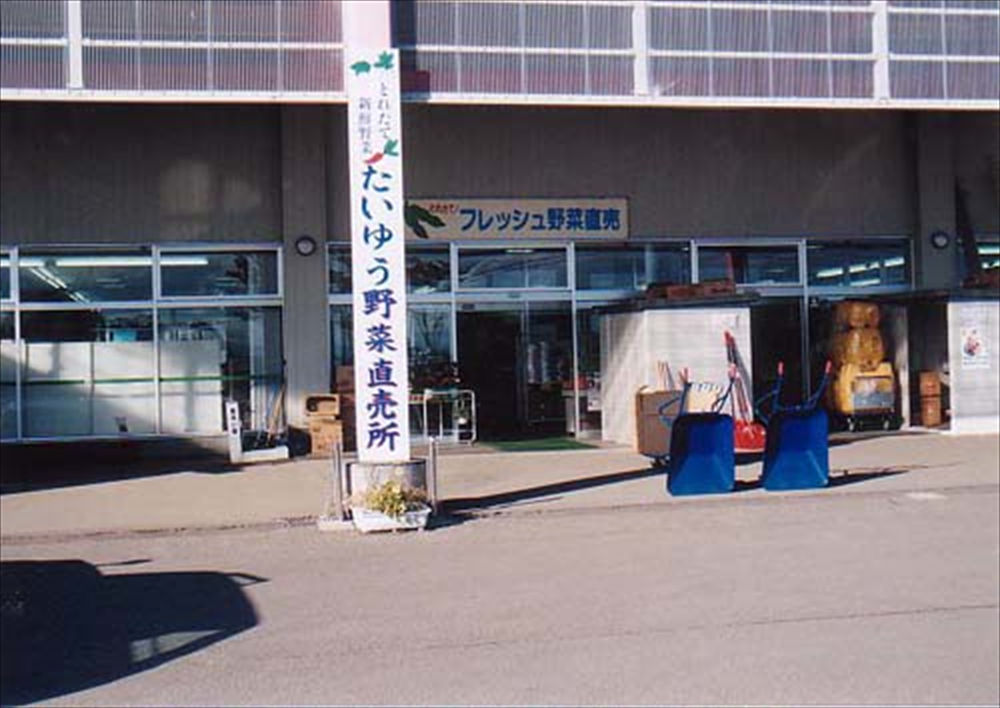 とれたて
新鮮野菜
たいゆう野菜直売所
フレッシュ野菜直売